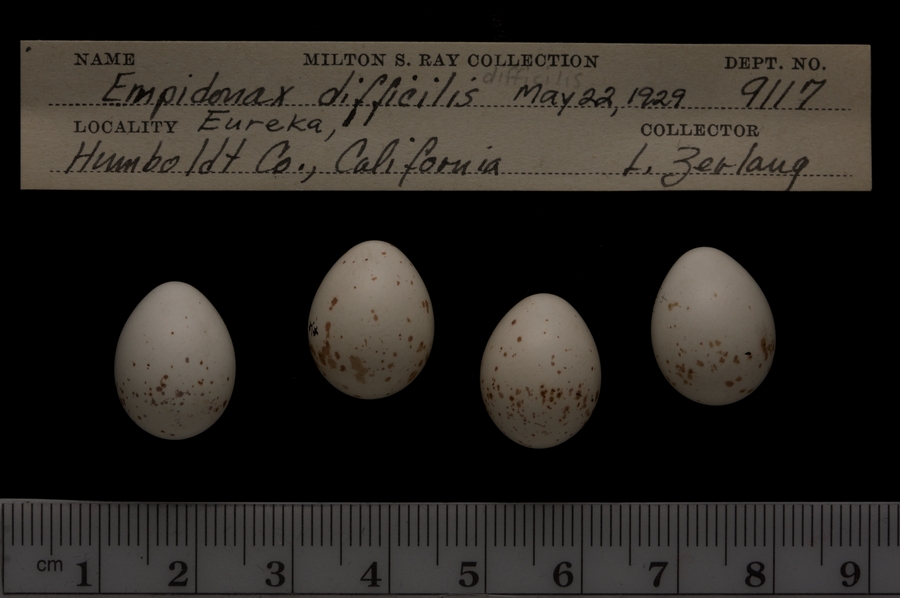 NAME MILTON S. RAY COLLECTION DEPT. NO.
difficilis
Empidonax difficilis May 22, 1929 9117
LOCALITY Eureka, COLLECTOR
Humboldt Co., California L. Zerlang
cm 1 2 3 4 5 6 7 8 9